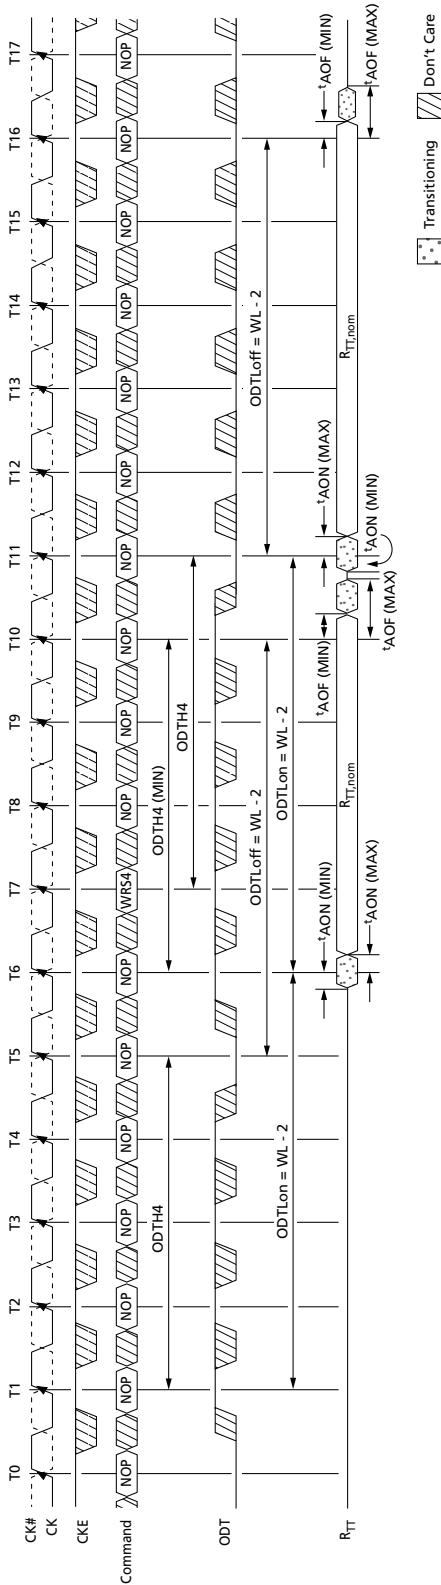 T0 T1 T2 T3 T4 T5 T6 T7 T8 T9 T10 T11 T12 T13 T14 T15 T16 T17
CK#
CK
CKE
Command NOP NOP NOP NOP NOP NOP NOP WRS4 NOP NOP NOP NOP NOP NOP NOP NOP NOP NOP
ODTH4 ODTH4 (MIN)
ODTH4
ODT
ODTLoff = WL - 2 ODTLoff = WL - 2
ODTLon = WL - 2 ODTLon = WL - 2
tAON (MIN) tAOF (MIN) tAON (MAX) tAOF (MIN)
RTT RTT,nom RTT,nom
tAON (MAX) tAOF (MAX) tAON (MIN) tAOF (MAX)
Transitioning Don't Care